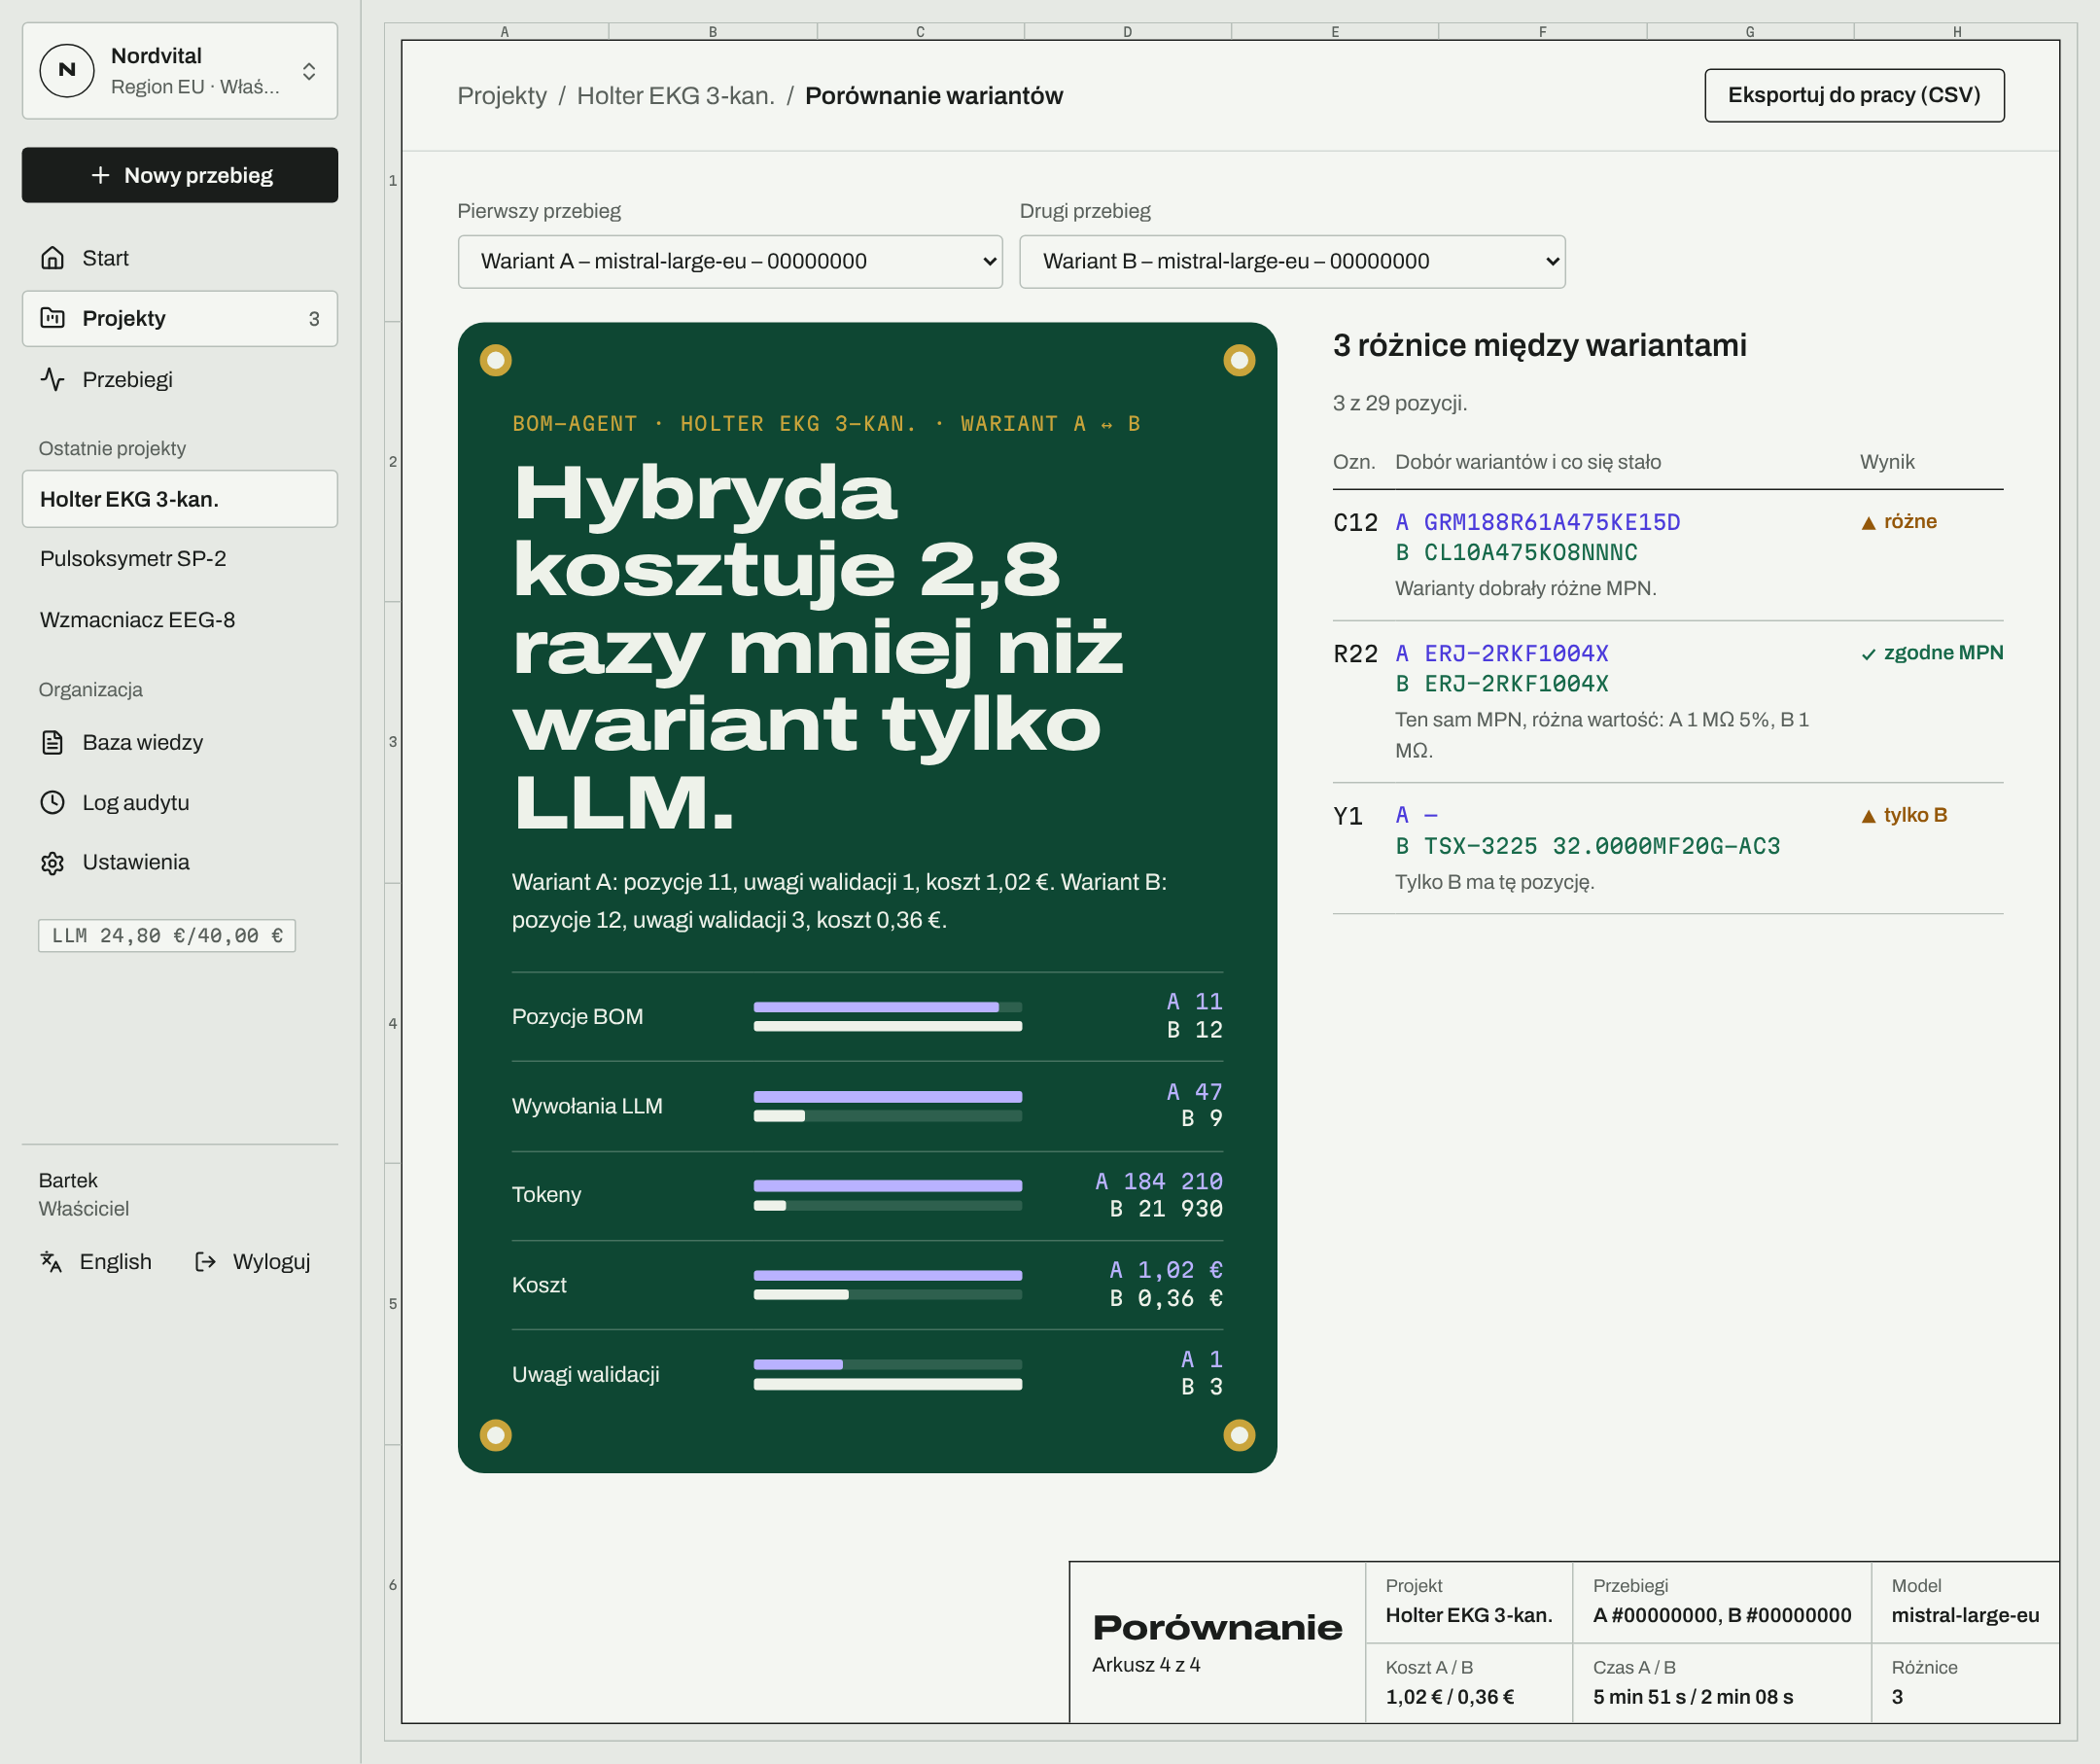 Nordvital
Region EU · Właś...
Nowy przebieg
Start
Projekty 3
Przebiegi
Ostatnie projekty
Holter EKG 3-kan.
Pulsoksymetr SP-2
Wzmacniacz EEG-8
Organizacja
Baza wiedzy
Log audytu
Ustawienia
LLM 24,80 €/40,00 €
Bartek
Właściciel
English Wyloguj
A B C D E F G H
1
2
3
4
5
6
Projekty / Holter EKG 3-kan. / Porównanie wariantów
Eksportuj do pracy (CSV)
Pierwszy przebieg
Wariant A – mistral-large-eu – 00000000
Drugi przebieg
Wariant B – mistral-large-eu – 00000000
BOM-AGENT · HOLTER EKG 3-KAN. · WARIANT A ↔ B
Hybryda
kosztuje 2,8
razy mniej niż
wariant tylko
LLM.
Wariant A: pozycje 11, uwagi walidacji 1, koszt 1,02 €. Wariant B:
pozycje 12, uwagi walidacji 3, koszt 0,36 €.
Pozycje BOM
A 11
B 12
Wywołania LLM
A 47
B 9
Tokeny
A 184 210
B 21 930
Koszt
A 1,02 €
B 0,36 €
Uwagi walidacji
A 1
B 3
3 różnice między wariantami
3 z 29 pozycji.
Ozn. Dobór wariantów i co się stało Wynik
C12 A GRM188R61A475KE15D ▲ różne
B CL10A475KO8NNNC
Warianty dobrały różne MPN.
R22 A ERJ-2RKF1004X ✓ zgodne MPN
B ERJ-2RKF1004X
Ten sam MPN, różna wartość: A 1 MΩ 5%, B 1
MΩ.
Y1 A – ▲ tylko B
B TSX-3225 32.0000MF20G-AC3
Tylko B ma tę pozycję.
Porównanie
Arkusz 4 z 4
Projekt
Holter EKG 3-kan.
Przebiegi
A #00000000, B #00000000
Model
mistral-large-eu
Koszt A / B
1,02 € / 0,36 €
Czas A / B
5 min 51 s / 2 min 08 s
Różnice
3